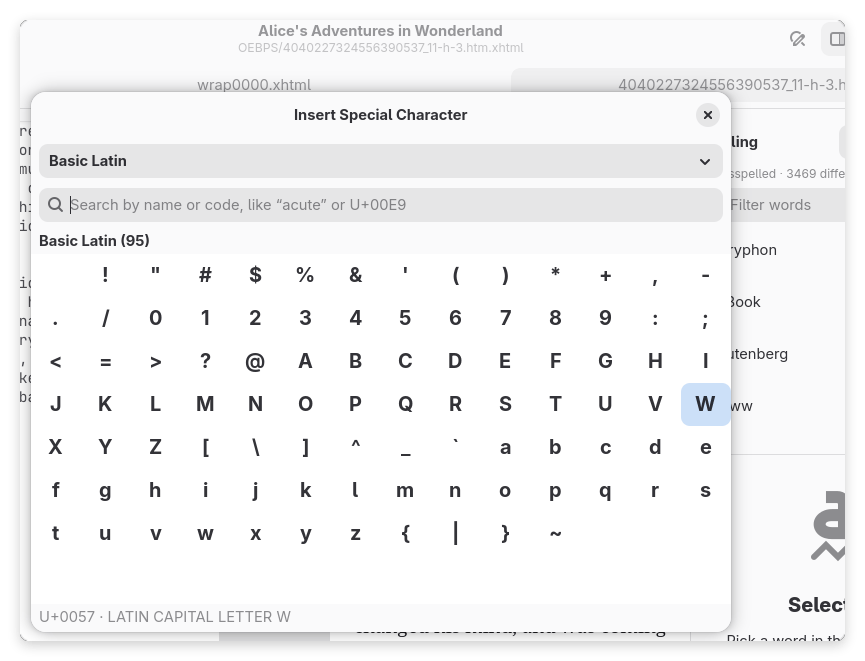 Alice's Adventures in Wonderland
OEBPS/4040227324556390537_11-h-3.htm.xhtml
wrap0000.xhtml
4040227324556390537_11-h-3.h
Insert Special Character
Basic Latin
Search by name or code, like “acute” or U+00E9
Basic Latin (95)
! " # $ % & ' ( ) * + , -
. / 0 1 2 3 4 5 6 7 8 9 : ;
< = > ? @ A B C D E F G H I
J K L M N O P Q R S T U V W
X Y Z [ \ ] ^ _ ` a b c d e
f g h i j k l m n o p q r s
t u v w x y z { | } ~
U+0057 · LATIN CAPITAL LETTER W
ling
sspelled · 3469 diffe
Filter words
ryphon
Book
utenberg
ww
Select
Pick a word in th